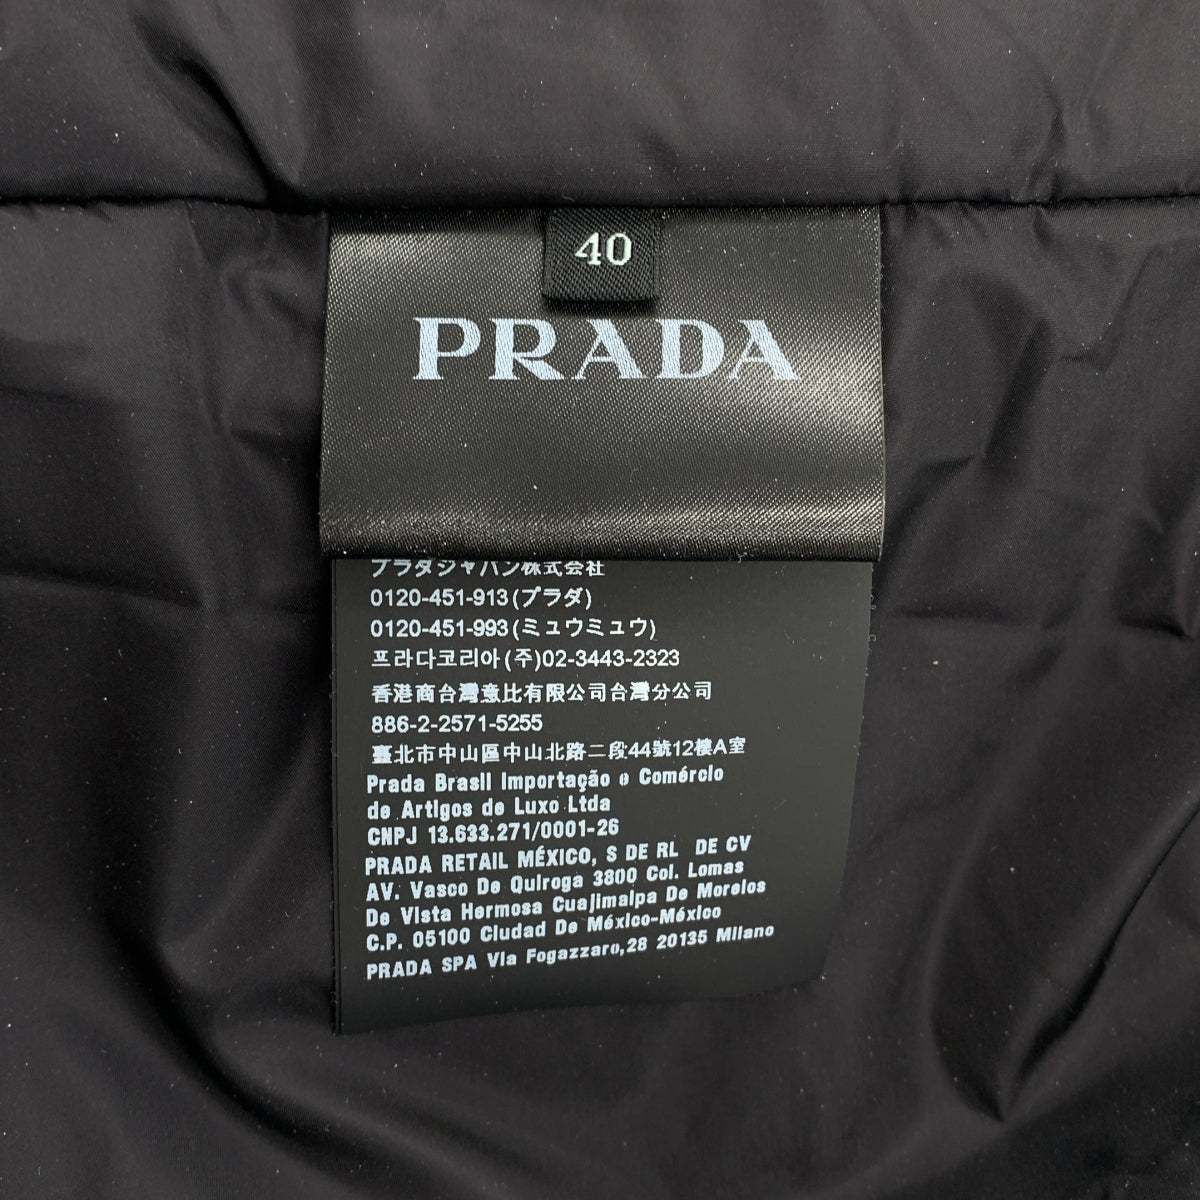 40
PRADA
プラダジャパン株式会社
0120-451-913(プラダ)
0120-451-993(ミュウミュウ)
프라다코리아(주)02-3443-2323
香港商台灣意比有限公司台灣分公司
886-2-2571-5255
臺北市中山區中山北路二段44號12樓A室
Prada Brasil Importação e Comércio
de Artigos de Luxo Ltda
CNPJ 13.633.271/0001-26
PRADA RETAIL MÉXICO, S DE RL DE CV
AV. Vasco De Quiroga 3800 Col. Lomas
De Vista Hermosa Cuajimalpa De Morelos
C.P. 05100 Ciudad De México-México
PRADA SPA Via Fogazzaro,28 20135 Milano